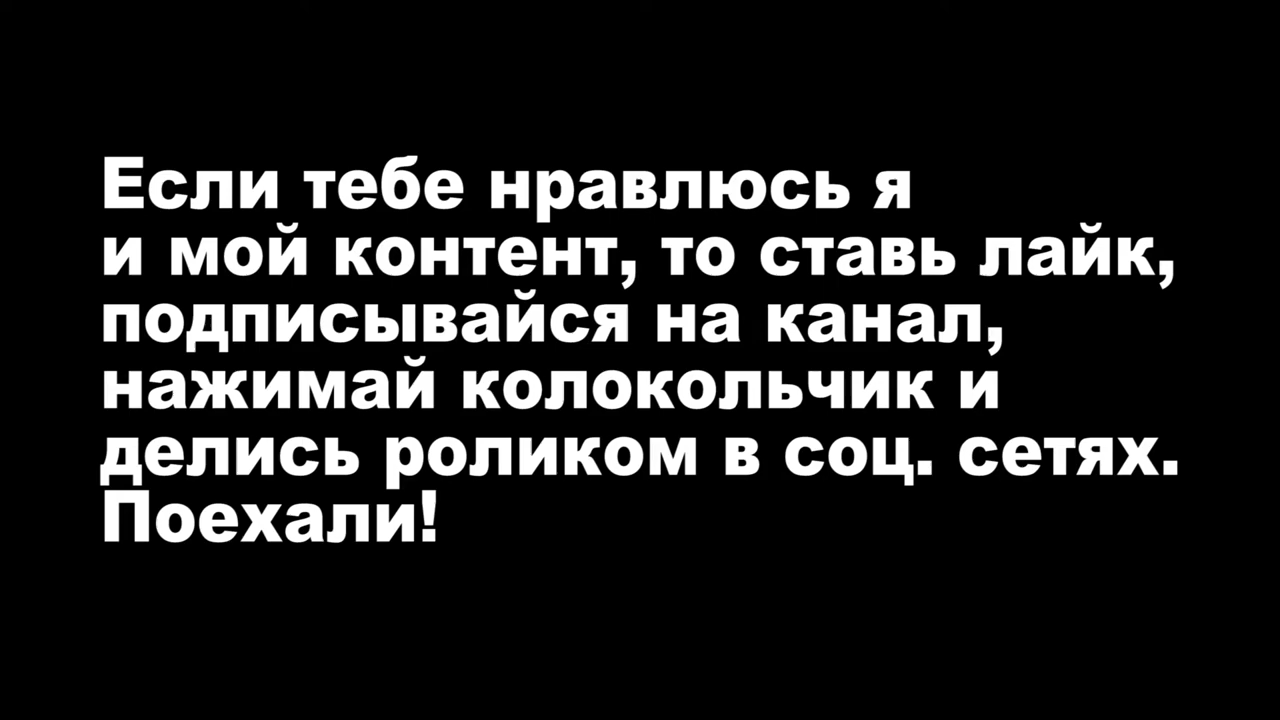 Если тебе нравлюсь я
и мой контент, то ставь лайк,
подписывайся на канал,
нажимай колокольчик и
делись роликом в соц. сетях.
Поехали!